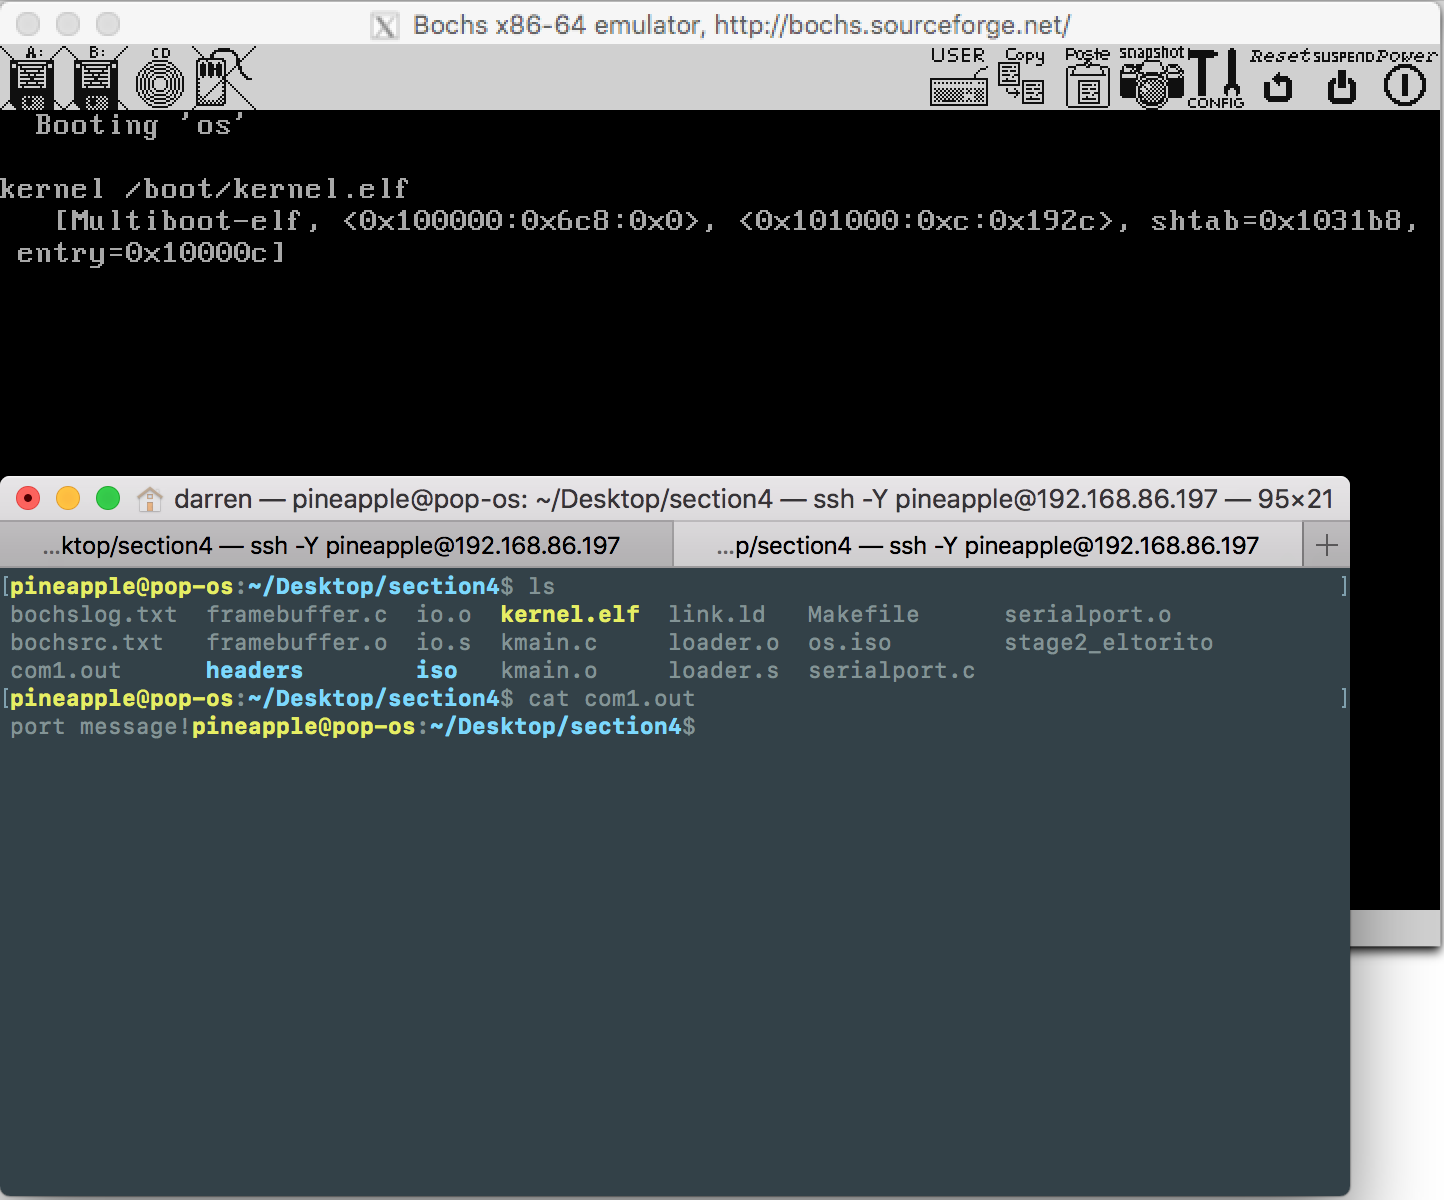 Bochs x86-64 emulator, http://bochs.sourceforge.net/
A: B: CD USER Copy Paste snapshot CONFIG Reset SUSPEND Power
Booting 'os'
kernel /boot/kernel.elf
[Multiboot-elf, <0x100000:0x6c8:0x0>, <0x101000:0xc:0x192c>, shtab=0x1031b8,
entry=0x10000c]
darren — pineapple@pop-os: ~/Desktop/section4 — ssh -Y pineapple@192.168.86.197 — 95×21
...ktop/section4 — ssh -Y pineapple@192.168.86.197 ...p/section4 — ssh -Y pineapple@192.168.86.197 +
[pineapple@pop-os:~/Desktop/section4$ ls ]
bochslog.txt framebuffer.c io.o kernel.elf link.ld Makefile serialport.o
bochsrc.txt framebuffer.o io.s kmain.c loader.o os.iso stage2_eltorito
com1.out headers iso kmain.o loader.s serialport.c
[pineapple@pop-os:~/Desktop/section4$ cat com1.out ]
port message!pineapple@pop-os:~/Desktop/section4$